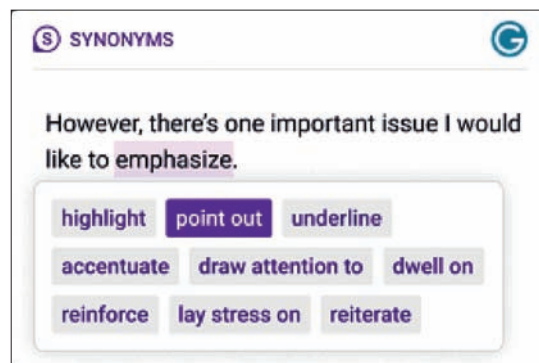 S SYNONYMS G
However, there's one important issue I would
like to emphasize.
highlight point out underline
accentuate draw attention to dwell on
reinforce lay stress on reiterate